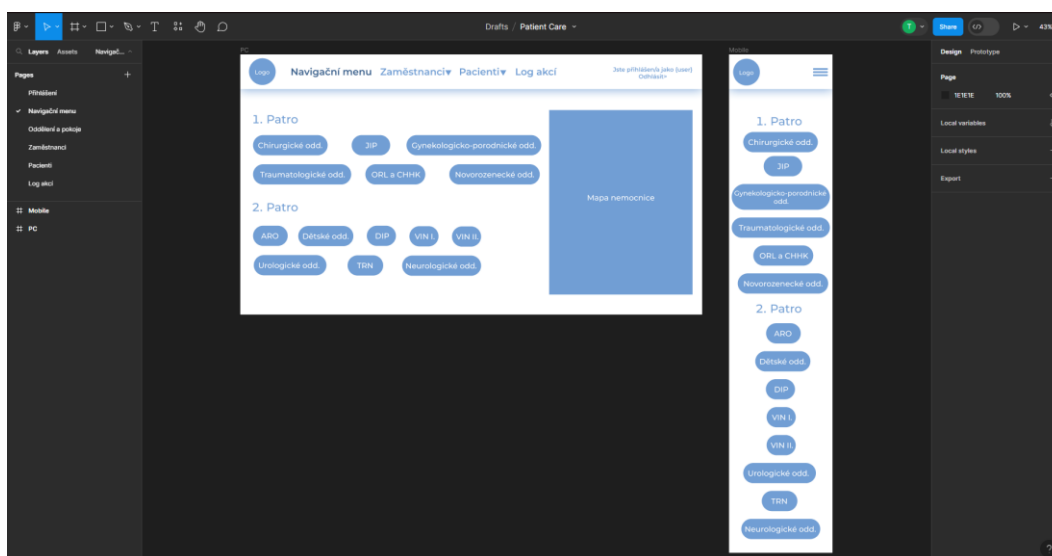 Drafts / Patient Care
T
Share
43%
Layers Assets Navigač...
Pages
Přihlášení
Navigační menu
Oddělení a pokoje
Zaměstnanci
Pacienti
Log akcí
Mobile
PC
PC
Logo
Navigační menu Zaměstnanci▾ Pacienti▾ Log akcí
Jste přihlášen/a jako [user]
Odhlásit>
1. Patro
Chirurgické odd. JIP Gynekologicko-porodnické odd.
Traumatologické odd. ORL a CHHK Novorozenecké odd.
2. Patro
ARO Dětské odd. DIP VIN I. VIN II.
Urologické odd. TRN Neurologické odd.
Mapa nemocnice
Mobile
Logo
1. Patro
Chirurgické odd.
JIP
Gynekologicko-porodnické
odd.
Traumatologické odd.
ORL a CHHK
Novorozenecké odd.
2. Patro
ARO
Dětské odd.
DIP
VIN I.
VIN II.
Urologické odd.
TRN
Neurologické odd.
Design Prototype
Page
1E1E1E 100%
Local variables
Local styles
Export